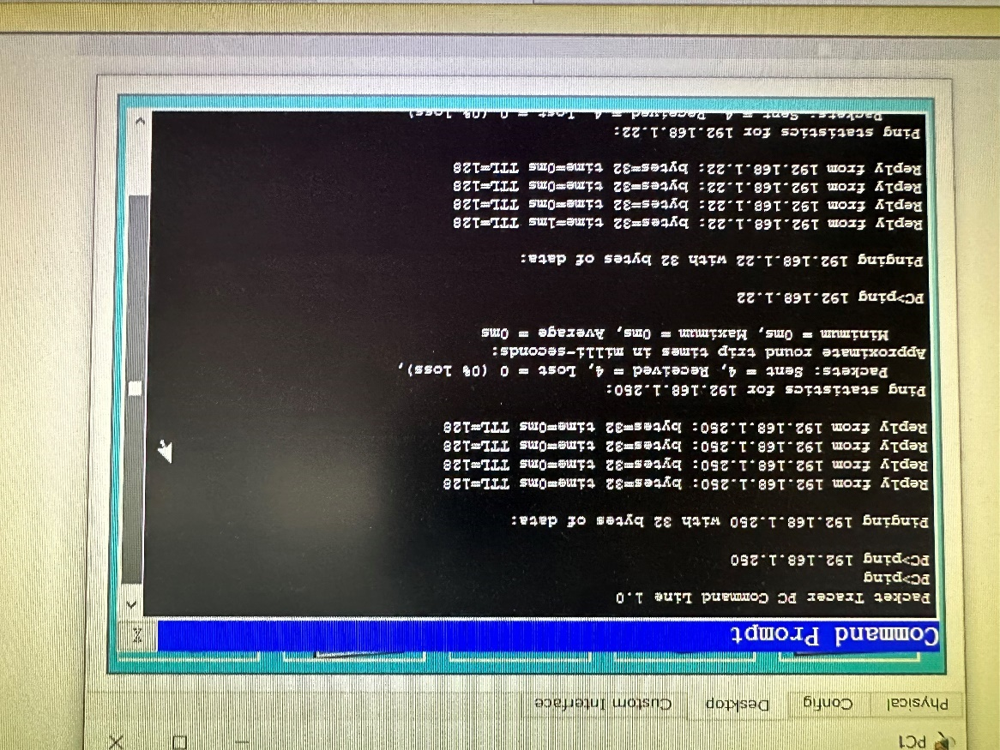 PC1
Physical Config Desktop Custom Interface
Command Prompt X
Packet Tracer PC Command Line 1.0
PC>ping
PC>ping 192.168.1.250
Pinging 192.168.1.250 with 32 bytes of data:
Reply from 192.168.1.250: bytes=32 time=0ms TTL=128
Reply from 192.168.1.250: bytes=32 time=0ms TTL=128
Reply from 192.168.1.250: bytes=32 time=0ms TTL=128
Reply from 192.168.1.250: bytes=32 time=0ms TTL=128
Ping statistics for 192.168.1.250:
Packets: Sent = 4, Received = 4, Lost = 0 (0% loss),
Approximate round trip times in milli-seconds:
Minimum = 0ms, Maximum = 0ms, Average = 0ms
PC>ping 192.168.1.22
Pinging 192.168.1.22 with 32 bytes of data:
Reply from 192.168.1.22: bytes=32 time=1ms TTL=128
Reply from 192.168.1.22: bytes=32 time=0ms TTL=128
Reply from 192.168.1.22: bytes=32 time=0ms TTL=128
Reply from 192.168.1.22: bytes=32 time=0ms TTL=128
Ping statistics for 192.168.1.22:
Packets: Sent = 4, Received = 4, Lost = 0 (0% loss)